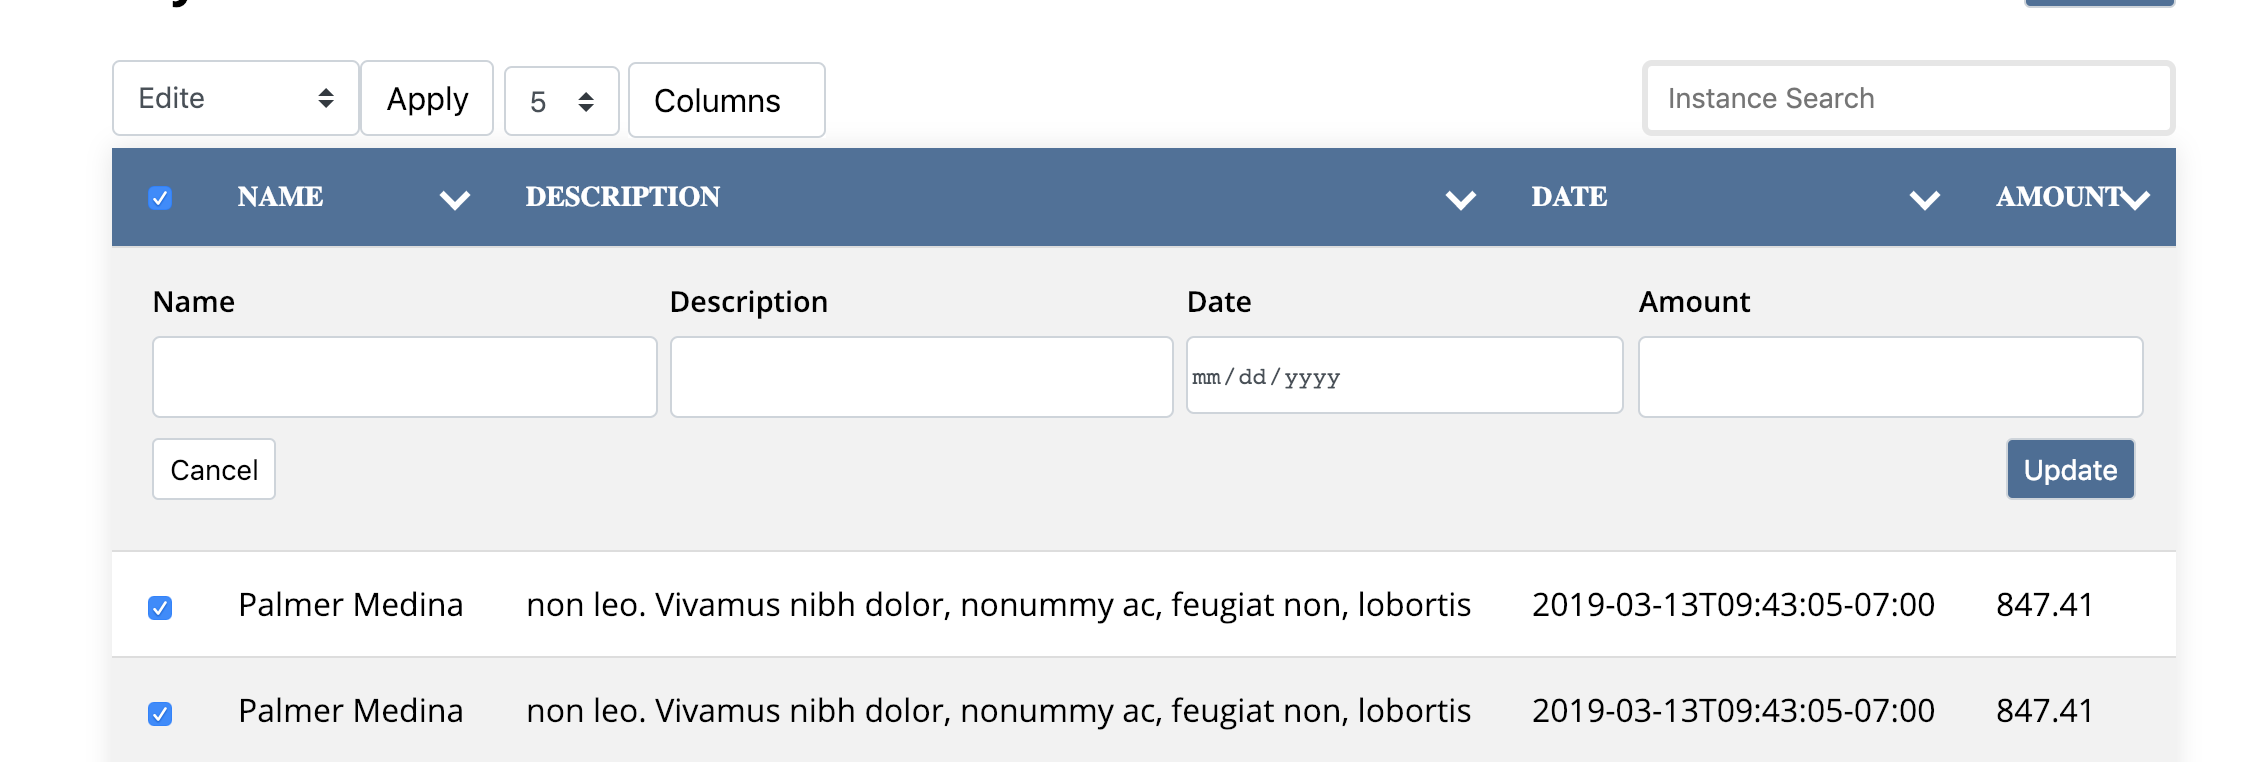 Edite Apply 5 Columns Instance Search
NAME DESCRIPTION DATE AMOUNT
Name Description Date Amount
mm/dd/yyyy
Cancel Update
Palmer Medina non leo. Vivamus nibh dolor, nonummy ac, feugiat non, lobortis 2019-03-13T09:43:05-07:00 847.41
Palmer Medina non leo. Vivamus nibh dolor, nonummy ac, feugiat non, lobortis 2019-03-13T09:43:05-07:00 847.41